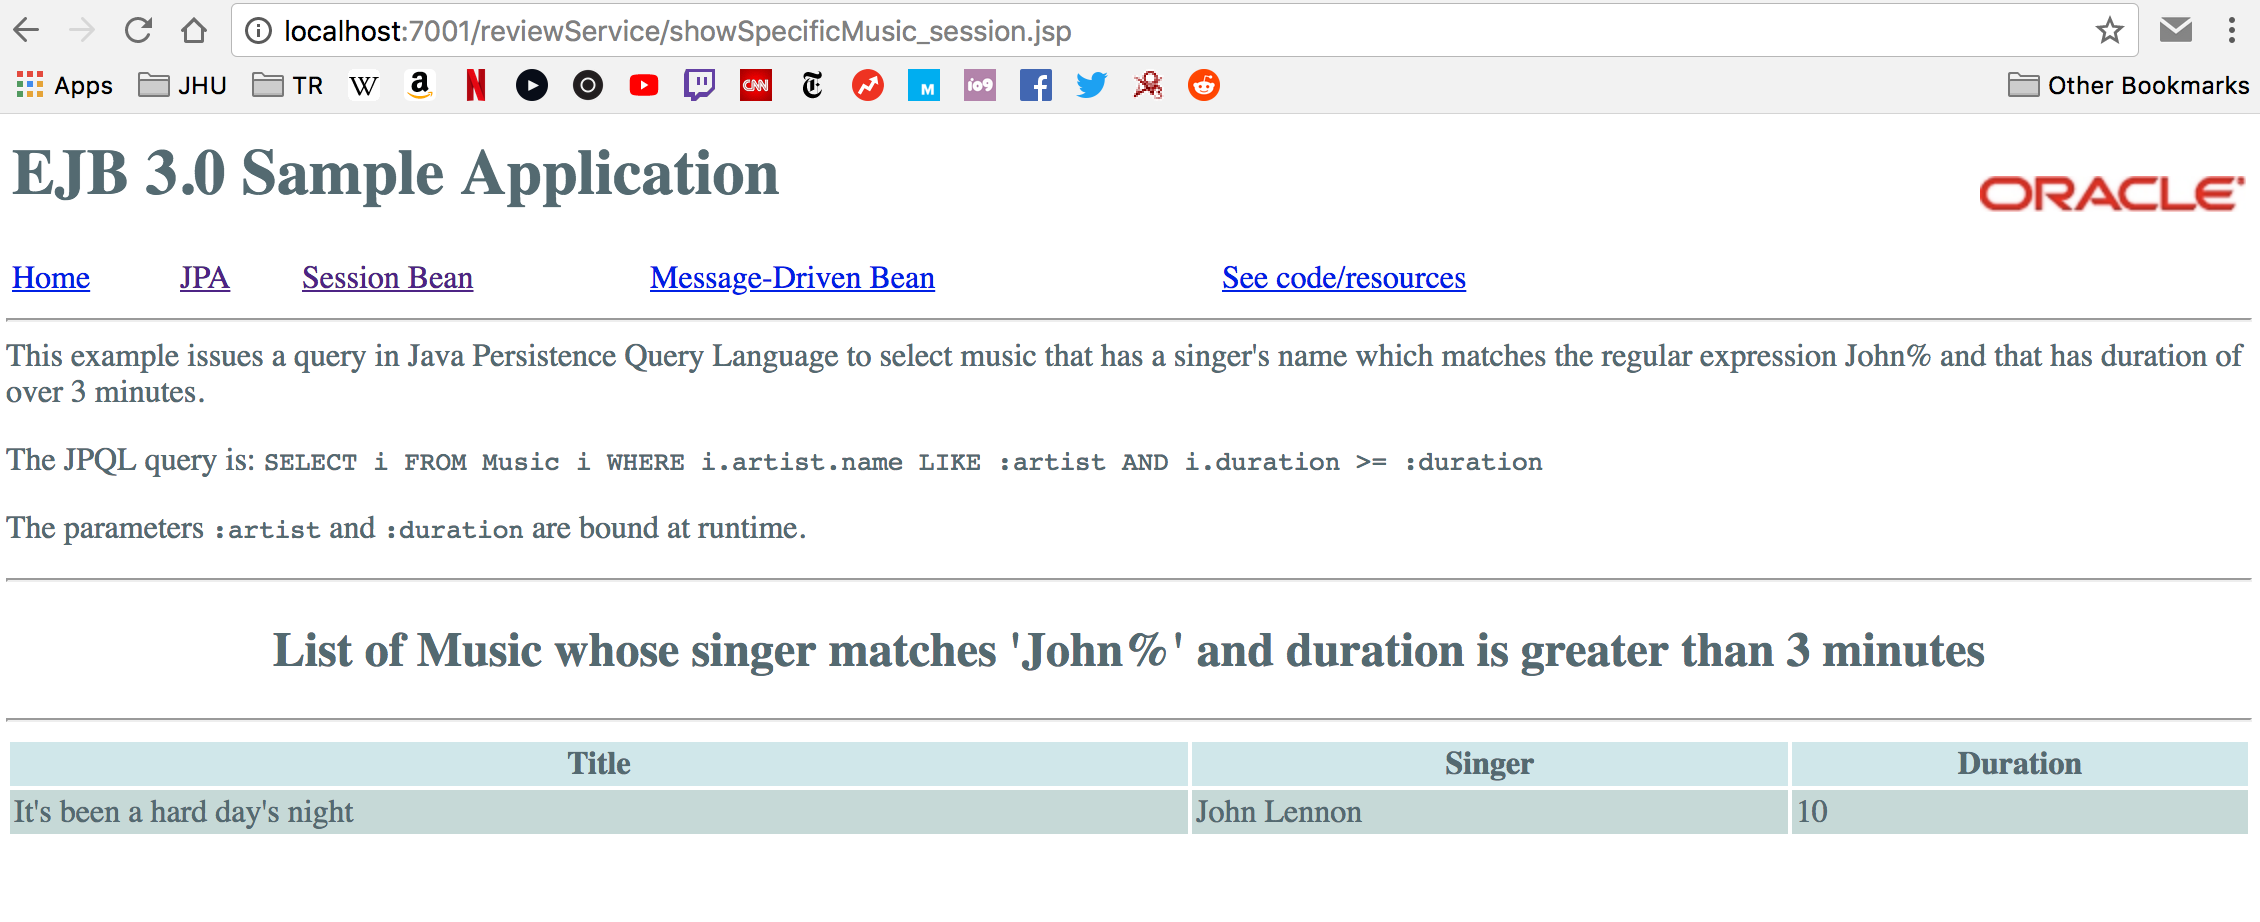 localhost:7001/reviewService/showSpecificMusic_session.jsp
Apps JHU TR W a N CNN T M io9 f Other Bookmarks
EJB 3.0 Sample Application
ORACLE
Home JPA Session Bean Message-Driven Bean See code/resources
This example issues a query in Java Persistence Query Language to select music that has a singer's name which matches the regular expression John% and that has duration of
over 3 minutes.
The JPQL query is: SELECT i FROM Music i WHERE i.artist.name LIKE :artist AND i.duration >= :duration
The parameters :artist and :duration are bound at runtime.
List of Music whose singer matches 'John%' and duration is greater than 3 minutes
Title Singer Duration
It's been a hard day's night John Lennon 10